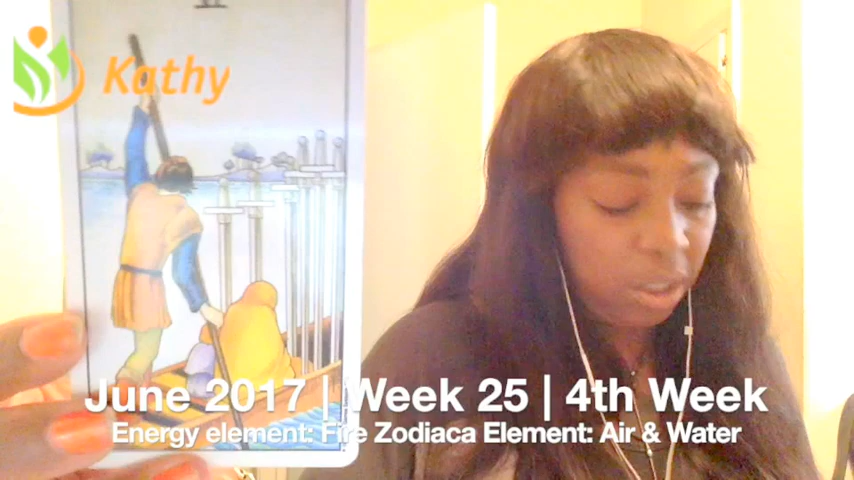 Kathy
June 2017 | Week 25 | 4th Week
Energy element: Fire Zodiaca Element: Air & Water